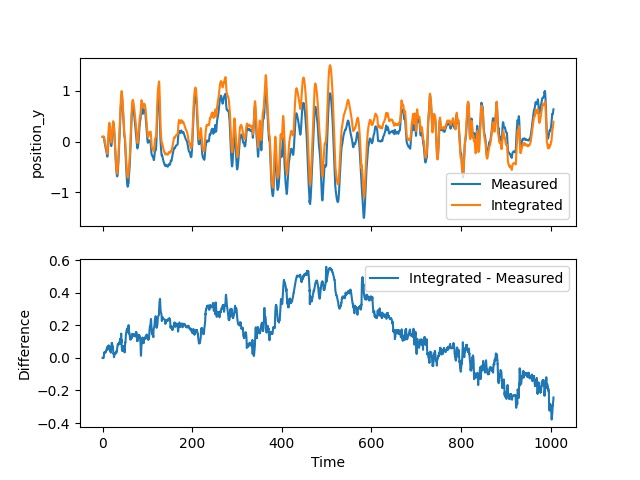 position_y
1
0
−1
Measured
Integrated
Difference
0.6
0.4
0.2
0.0
−0.2
−0.4
Integrated - Measured
0 200 400 600 800 1000
Time